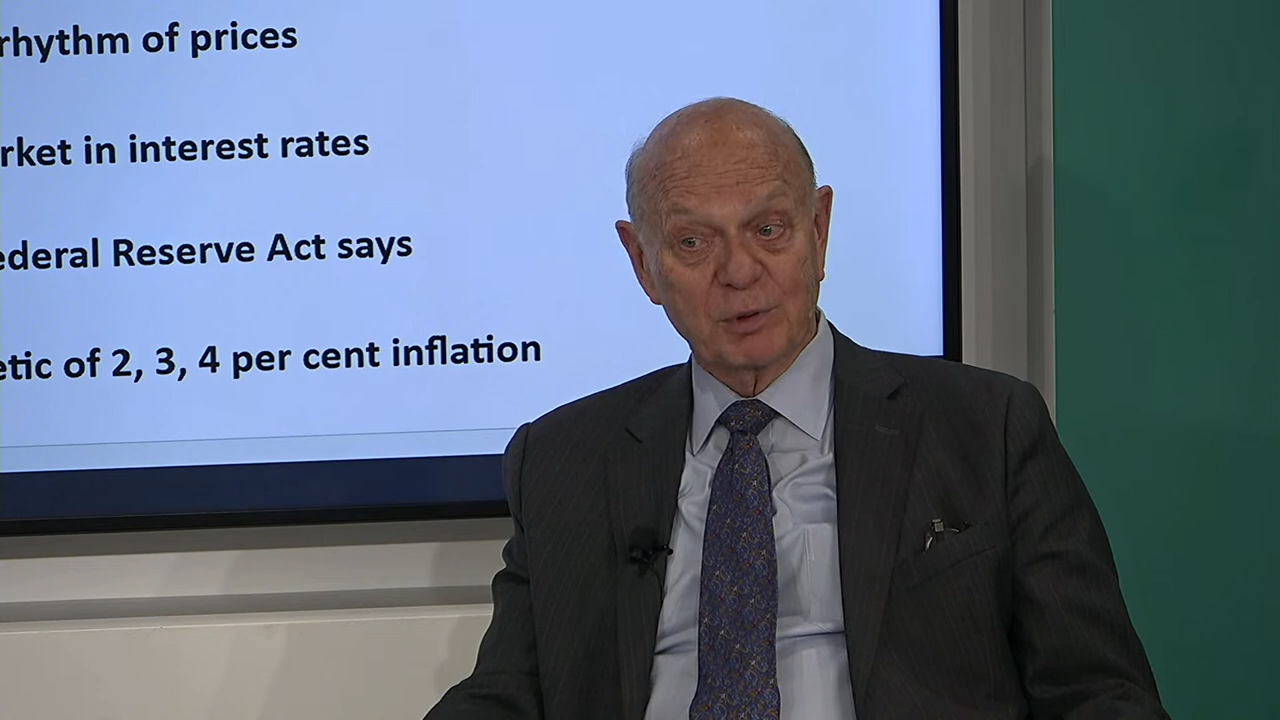 rhythm of prices
rket in interest rates
ederal Reserve Act says
etic of 2, 3, 4 per cent inflation